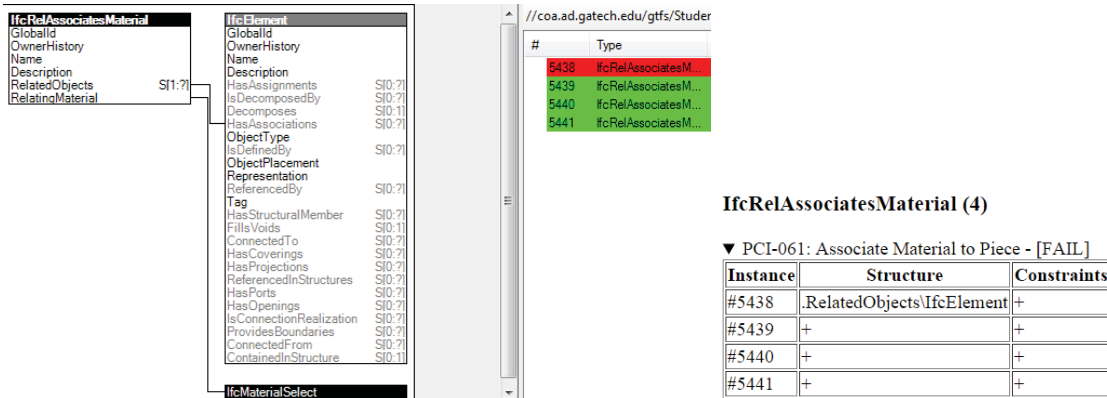 IfcRelAssociatesMaterial
GlobalId
OwnerHistory
Name
Description
RelatedObjects S[1:?]
RelatingMaterial
IfcElement
GlobalId
OwnerHistory
Name
Description
HasAssignments S[0:?]
IsDecomposedBy S[0:?]
Decomposes S[0:1]
HasAssociations S[0:?]
ObjectType
IsDefinedBy S[0:?]
ObjectPlacement
Representation
ReferencedBy S[0:?]
Tag
HasStructuralMember S[0:?]
FillsVoids S[0:1]
ConnectedTo S[0:?]
HasCoverings S[0:?]
HasProjections S[0:?]
ReferencedInStructures S[0:?]
HasPorts S[0:?]
HasOpenings S[0:?]
IsConnectionRealization S[0:?]
ProvidesBoundaries S[0:?]
ConnectedFrom S[0:?]
ContainedInStructure S[0:1]
IfcMaterialSelect
//coa.ad.gatech.edu/gtfs/Studer
# Type
5438 IfcRelAssociatesM...
5439 IfcRelAssociatesM...
5440 IfcRelAssociatesM...
5441 IfcRelAssociatesM...
IfcRelAssociatesMaterial (4)
▼ PCI-061: Associate Material to Piece - [FAIL]
Instance Structure Constraints
#5438 .RelatedObjects\IfcElement +
#5439 + +
#5440 + +
#5441 + +